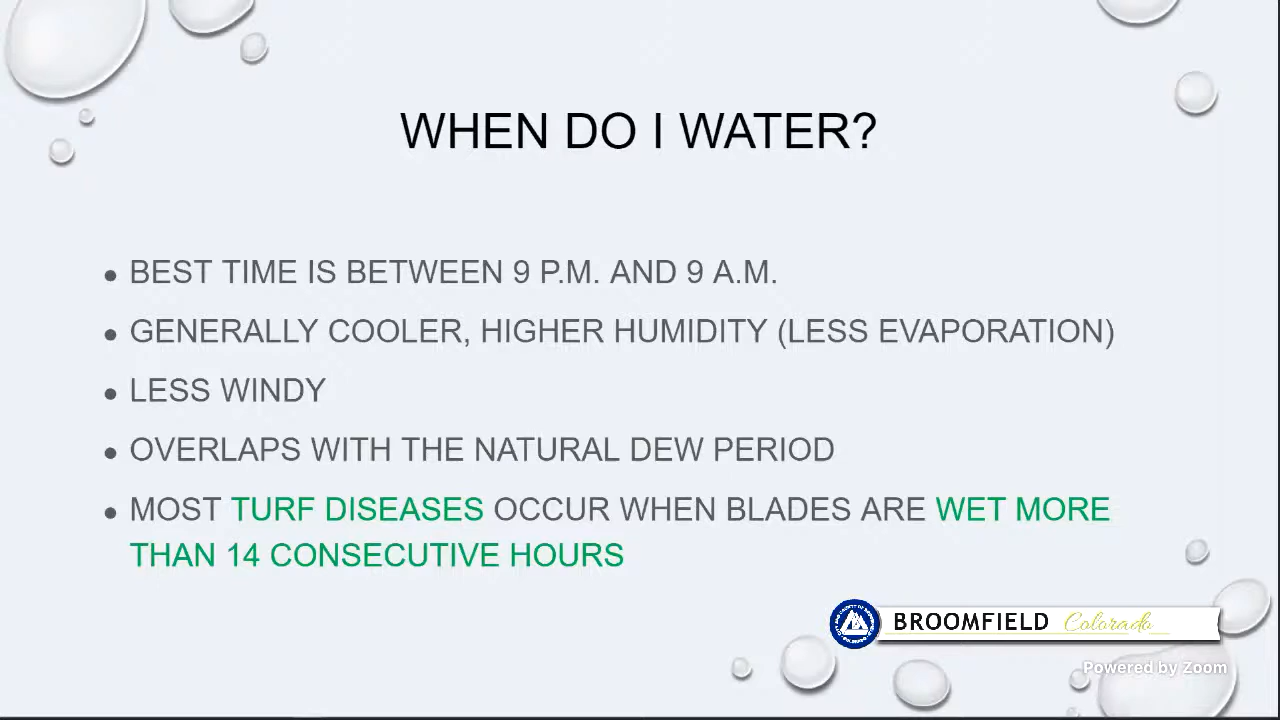 WHEN DO I WATER?
• BEST TIME IS BETWEEN 9 P.M. AND 9 A.M.
• GENERALLY COOLER, HIGHER HUMIDITY (LESS EVAPORATION)
• LESS WINDY
• OVERLAPS WITH THE NATURAL DEW PERIOD
• MOST TURF DISEASES OCCUR WHEN BLADES ARE WET MORE
THAN 14 CONSECUTIVE HOURS
BROOMFIELD Colorado
Powered by Zoom